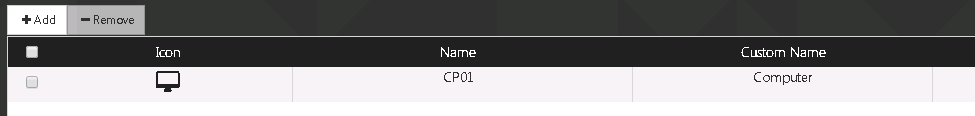 + Add − Remove
Icon Name Custom Name
CP01 Computer